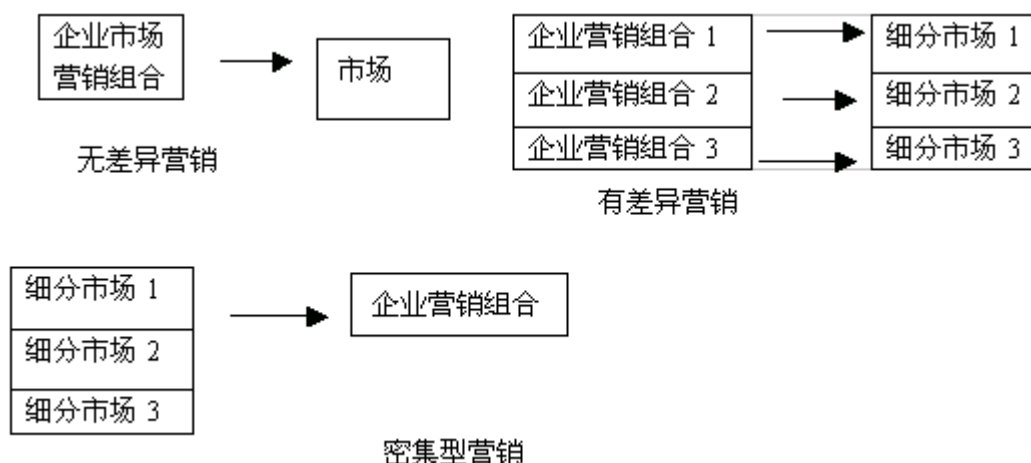 企业市场
营销组合
市场
无差异营销
企业营销组合 1
细分市场 1
企业营销组合 2
细分市场 2
企业营销组合 3
细分市场 3
有差异营销
细分市场 1
企业营销组合
细分市场 2
细分市场 3
密集型营销